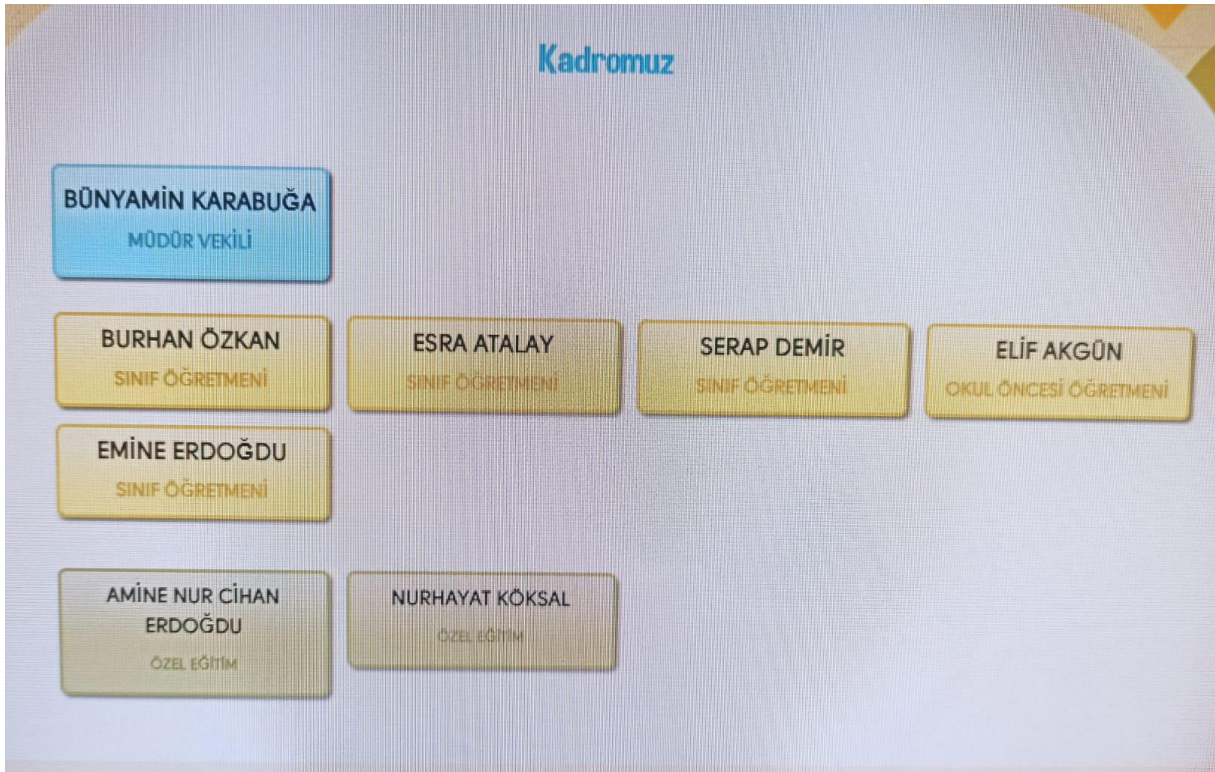 Kadromuz
BÜNYAMİN KARABUĞA
MÜDÜR VEKİLİ
BURHAN ÖZKAN
SINIF ÖĞRETMENİ
ESRA ATALAY
SINIF ÖĞRETMENİ
SERAP DEMİR
SINIF ÖĞRETMENİ
ELİF AKGÜN
OKUL ÖNCESİ ÖĞRETMENİ
EMİNE ERDOĞDU
SINIF ÖĞRETMENİ
AMİNE NUR CİHAN
ERDOĞDU
ÖZEL EĞİTİM
NURHAYAT KÖKSAL
ÖZEL EĞİTİM